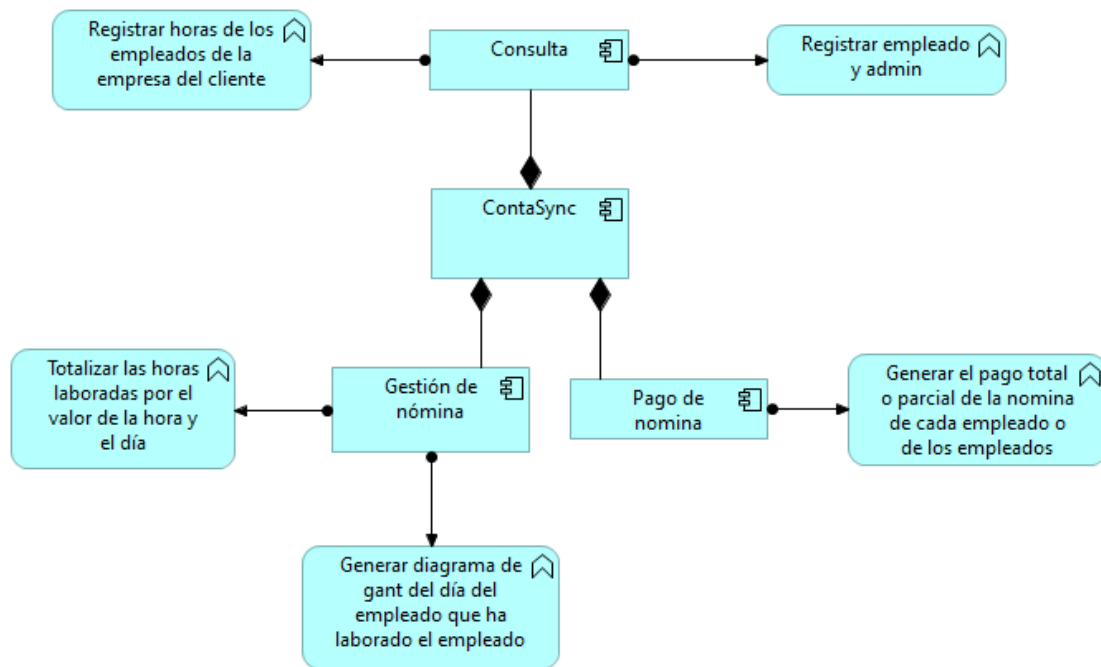 Registrar horas de los
empleados de la
empresa del cliente
Consulta
Registrar empleado
y admin
ContaSync
Totalizar las horas
laboradas por el
valor de la hora y
el día
Gestión de
nómina
Pago de
nomina
Generar el pago total
o parcial de la nomina
de cada empleado o
de los empleados
Generar diagrama de
gant del día del
empleado que ha
laborado el empleado